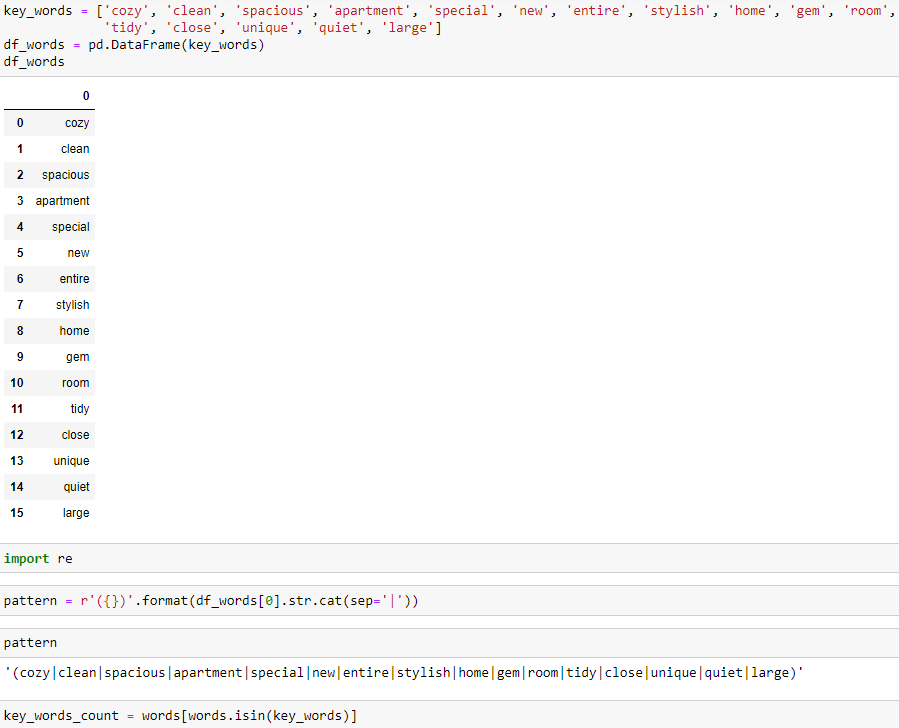 key_words = ['cozy', 'clean', 'spacious', 'apartment', 'special', 'new', 'entire', 'stylish', 'home', 'gem', 'room',
'tidy', 'close', 'unique', 'quiet', 'large']
df_words = pd.DataFrame(key_words)
df_words
0
0 cozy
1 clean
2 spacious
3 apartment
4 special
5 new
6 entire
7 stylish
8 home
9 gem
10 room
11 tidy
12 close
13 unique
14 quiet
15 large
import re
pattern = r'({})'.format(df_words[0].str.cat(sep='|'))
pattern
'(cozy|clean|spacious|apartment|special|new|entire|stylish|home|gem|room|tidy|close|unique|quiet|large)'
key_words_count = words[words.isin(key_words)]